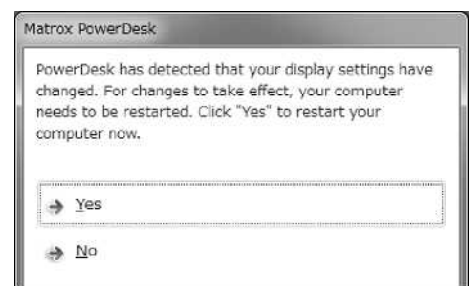 Matrox PowerDesk
PowerDesk has detected that your display settings have
changed. For changes to take effect, your computer
needs to be restarted. Click "Yes" to restart your
computer now.
Yes
No